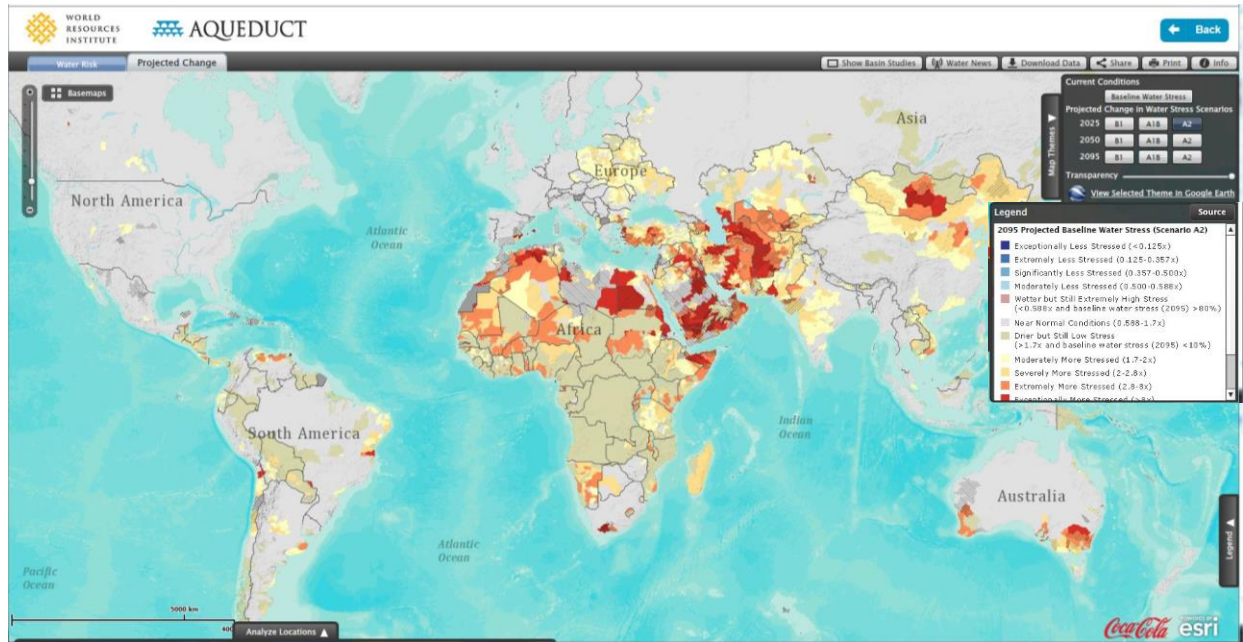 WORLD
RESOURCES
INSTITUTE
AQUEDUCT
Back
Water Risk
Projected Change
Show Basin Studies
Water News
Download Data
Share
Print
Info
Basemaps
Map Themes
Current Conditions
Baseline Water Stress
Projected Change in Water Stress Scenarios
2025 B1 A1B A2
2050 B1 A1B A2
2095 B1 A1B A2
Transparency
View Selected Theme In Google Earth
Legend
Source
2095 Projected Baseline Water Stress (Scenario A2)
Exceptionally Less Stressed (<0.125x)
Extremely Less Stressed (0.125-0.357x)
Significantly Less Stressed (0.357-0.500x)
Moderately Less Stressed (0.500-0.588x)
Wetter but Still Extremely High Stress
(<0.588x and baseline water stress (2095) >80%)
Near Normal Conditions (0.588-1.7x)
Drier but Still Low Stress
(>1.7x and baseline water stress (2095) <10%)
Moderately More Stressed (1.7-2x)
Severely More Stressed (2-2.8x)
Extremely More Stressed (2.8-8x)
Exceptionally More Stressed (>8x)
Asia
Europe
North America
Atlantic
Ocean
Africa
South America
Indian
Ocean
Australia
Atlantic
Ocean
Pacific
Ocean
Legend
5000 km
400
Analyze Locations
Coca-Cola
POWERED BY
esri